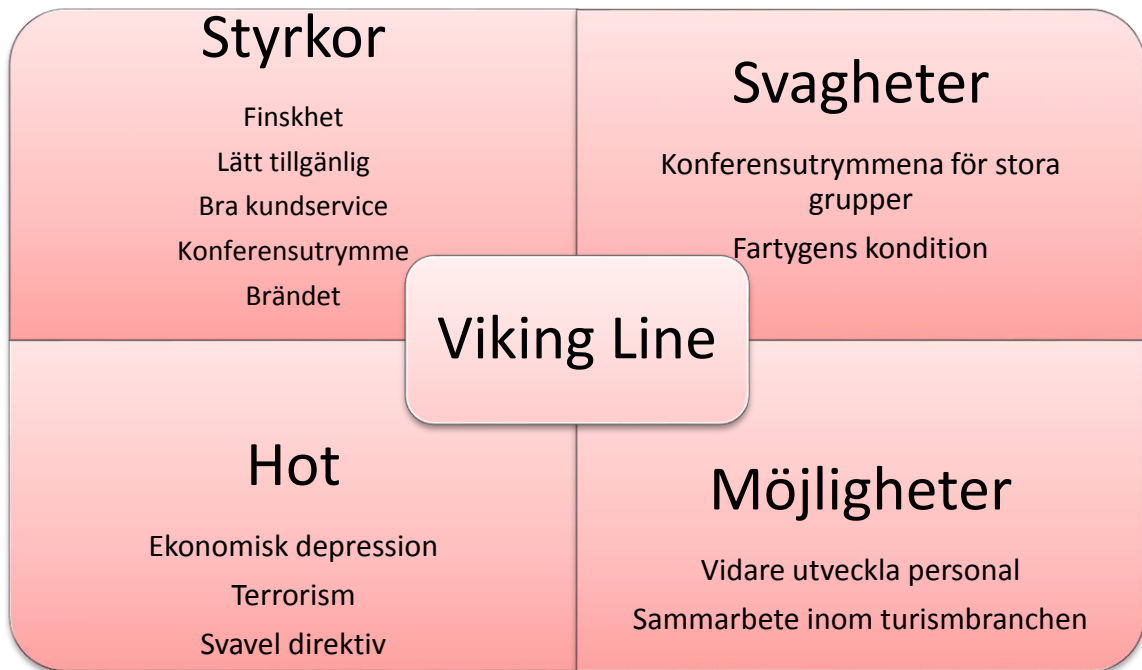 Styrkor
Finskhet
Lätt tillgänglig
Bra kundservice
Konferensutrymme
Brändet
Svagheter
Konferensutrymmena för stora
grupper
Fartygens kondition
Viking Line
Hot
Ekonomisk depression
Terrorism
Svavel direktiv
Möjligheter
Vidare utveckla personal
Sammarbete inom turismbranchen